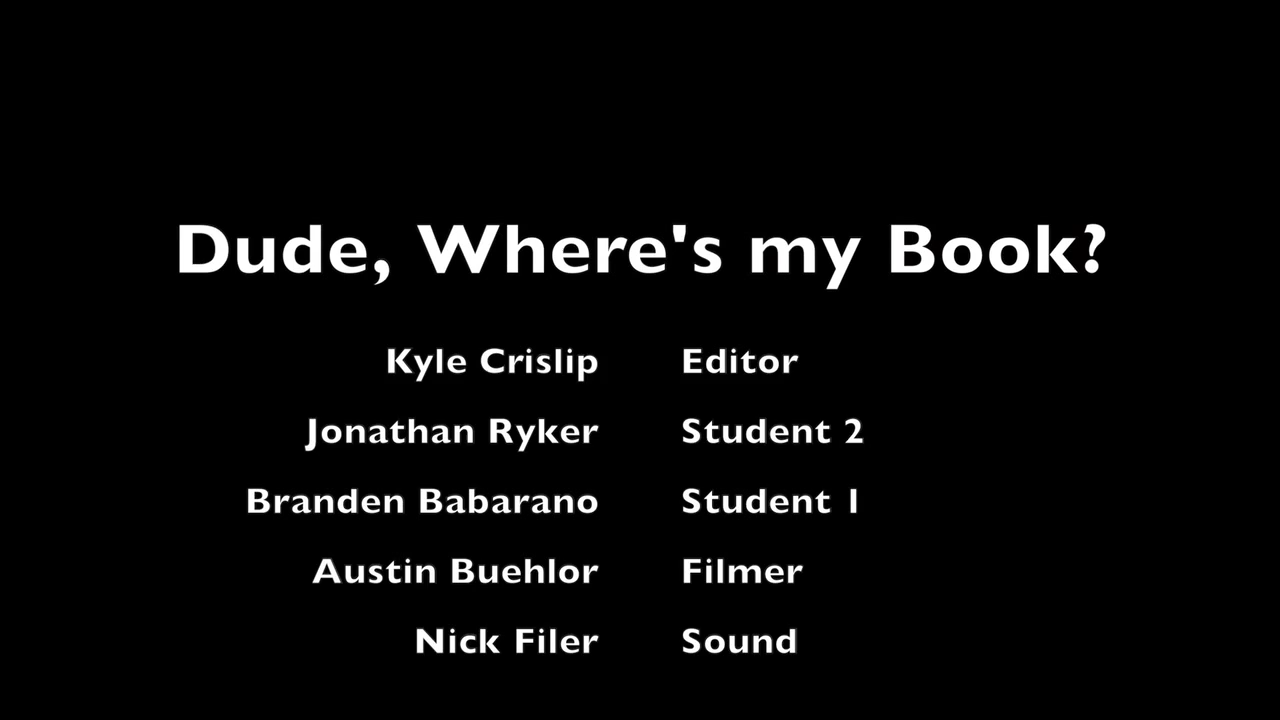 Dude, Where's my Book?
Kyle Crislip Editor
Jonathan Ryker Student 2
Branden Babarano Student 1
Austin Buehlor Filmer
Nick Filer Sound